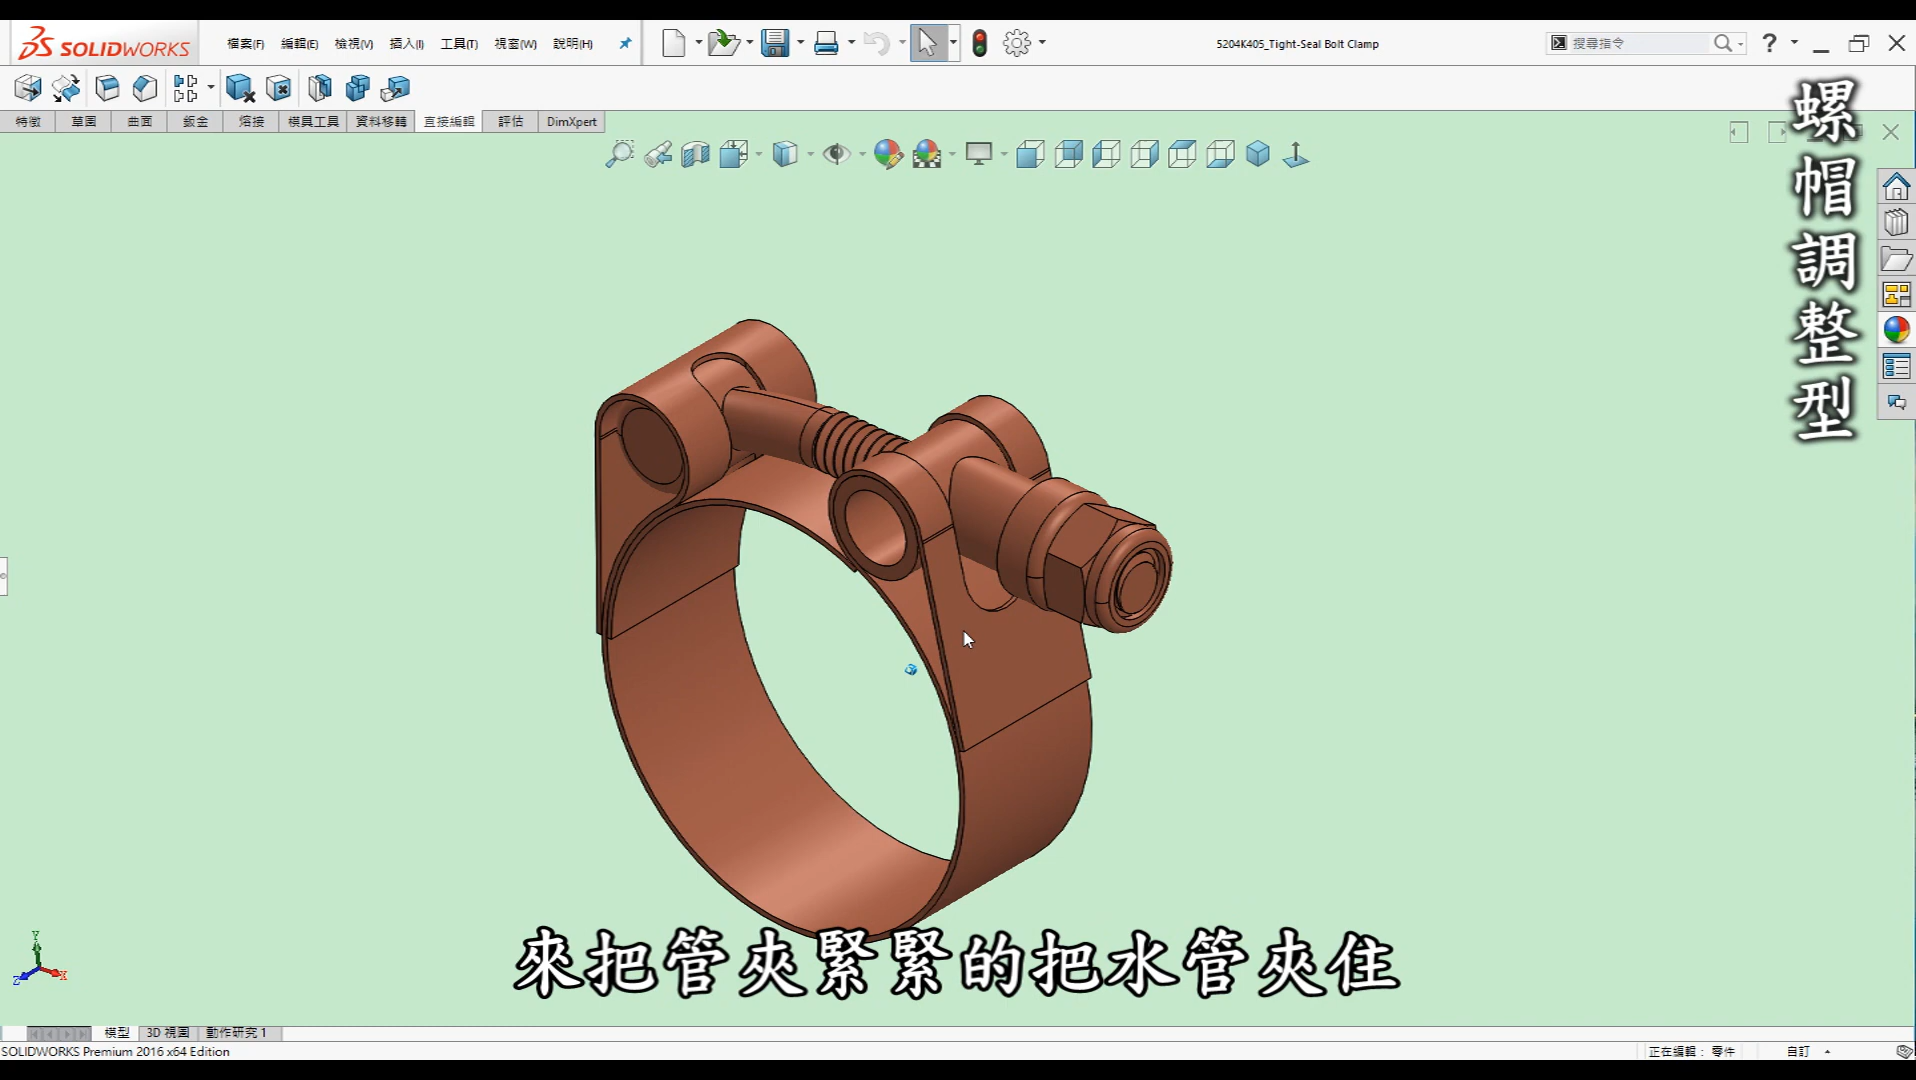 SOLIDWORKS
檔案(F) 編輯(E) 檢視(V) 插入(I) 工具(T) 視窗(W) 說明(H)
5204K405_Tight-Seal Bolt Clamp
搜尋指令
?
特徵 草圖 曲面 鈑金 熔接 模具工具 資料移轉 直接編輯 評估 DimXpert
螺帽調整型
來把管夾緊緊的把水管夾住
Y
X
Z
模型 3D 視圖 動作研究 1
SOLIDWORKS Premium 2016 x64 Edition
正在編輯: 零件 自訂